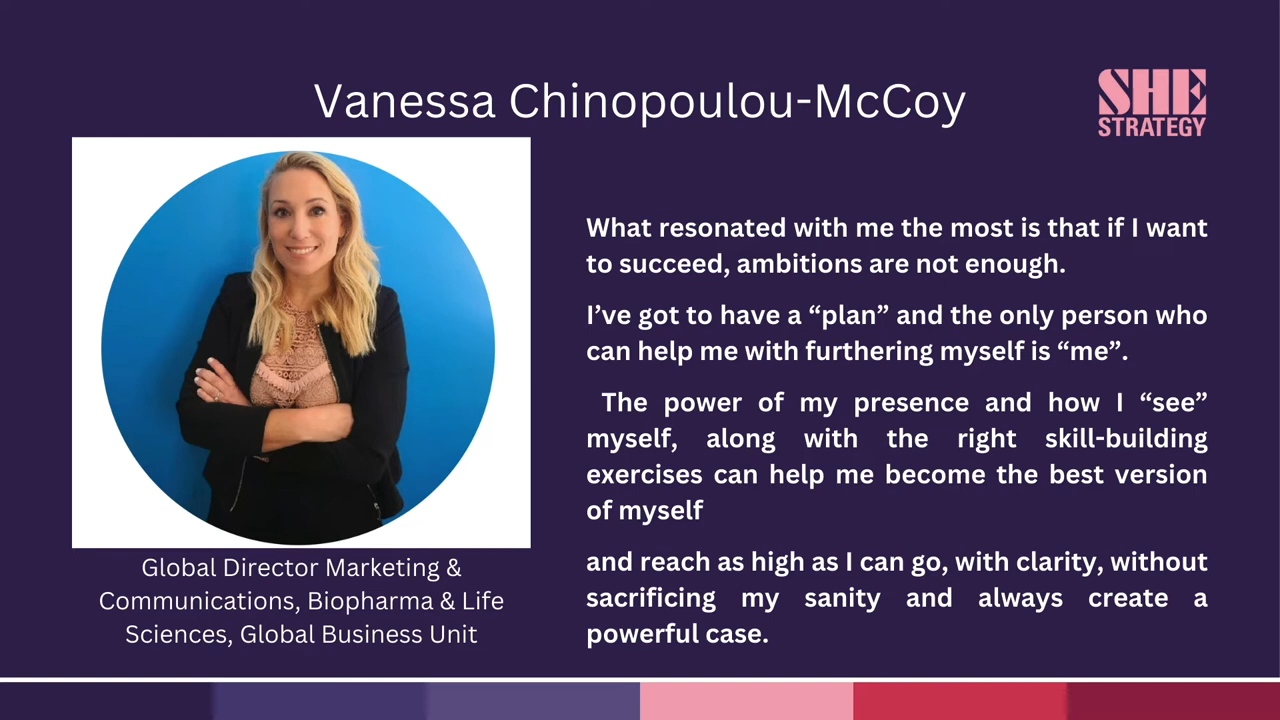 Vanessa Chinopoulou-McCoy
SHE
STRATEGY
What resonated with me the most is that if I want
to succeed, ambitions are not enough.
I’ve got to have a “plan” and the only person who
can help me with furthering myself is “me”.
The power of my presence and how I “see”
myself, along with the right skill-building
exercises can help me become the best version
of myself
and reach as high as I can go, with clarity, without
sacrificing my sanity and always create a
powerful case.
Global Director Marketing &
Communications, Biopharma & Life
Sciences, Global Business Unit